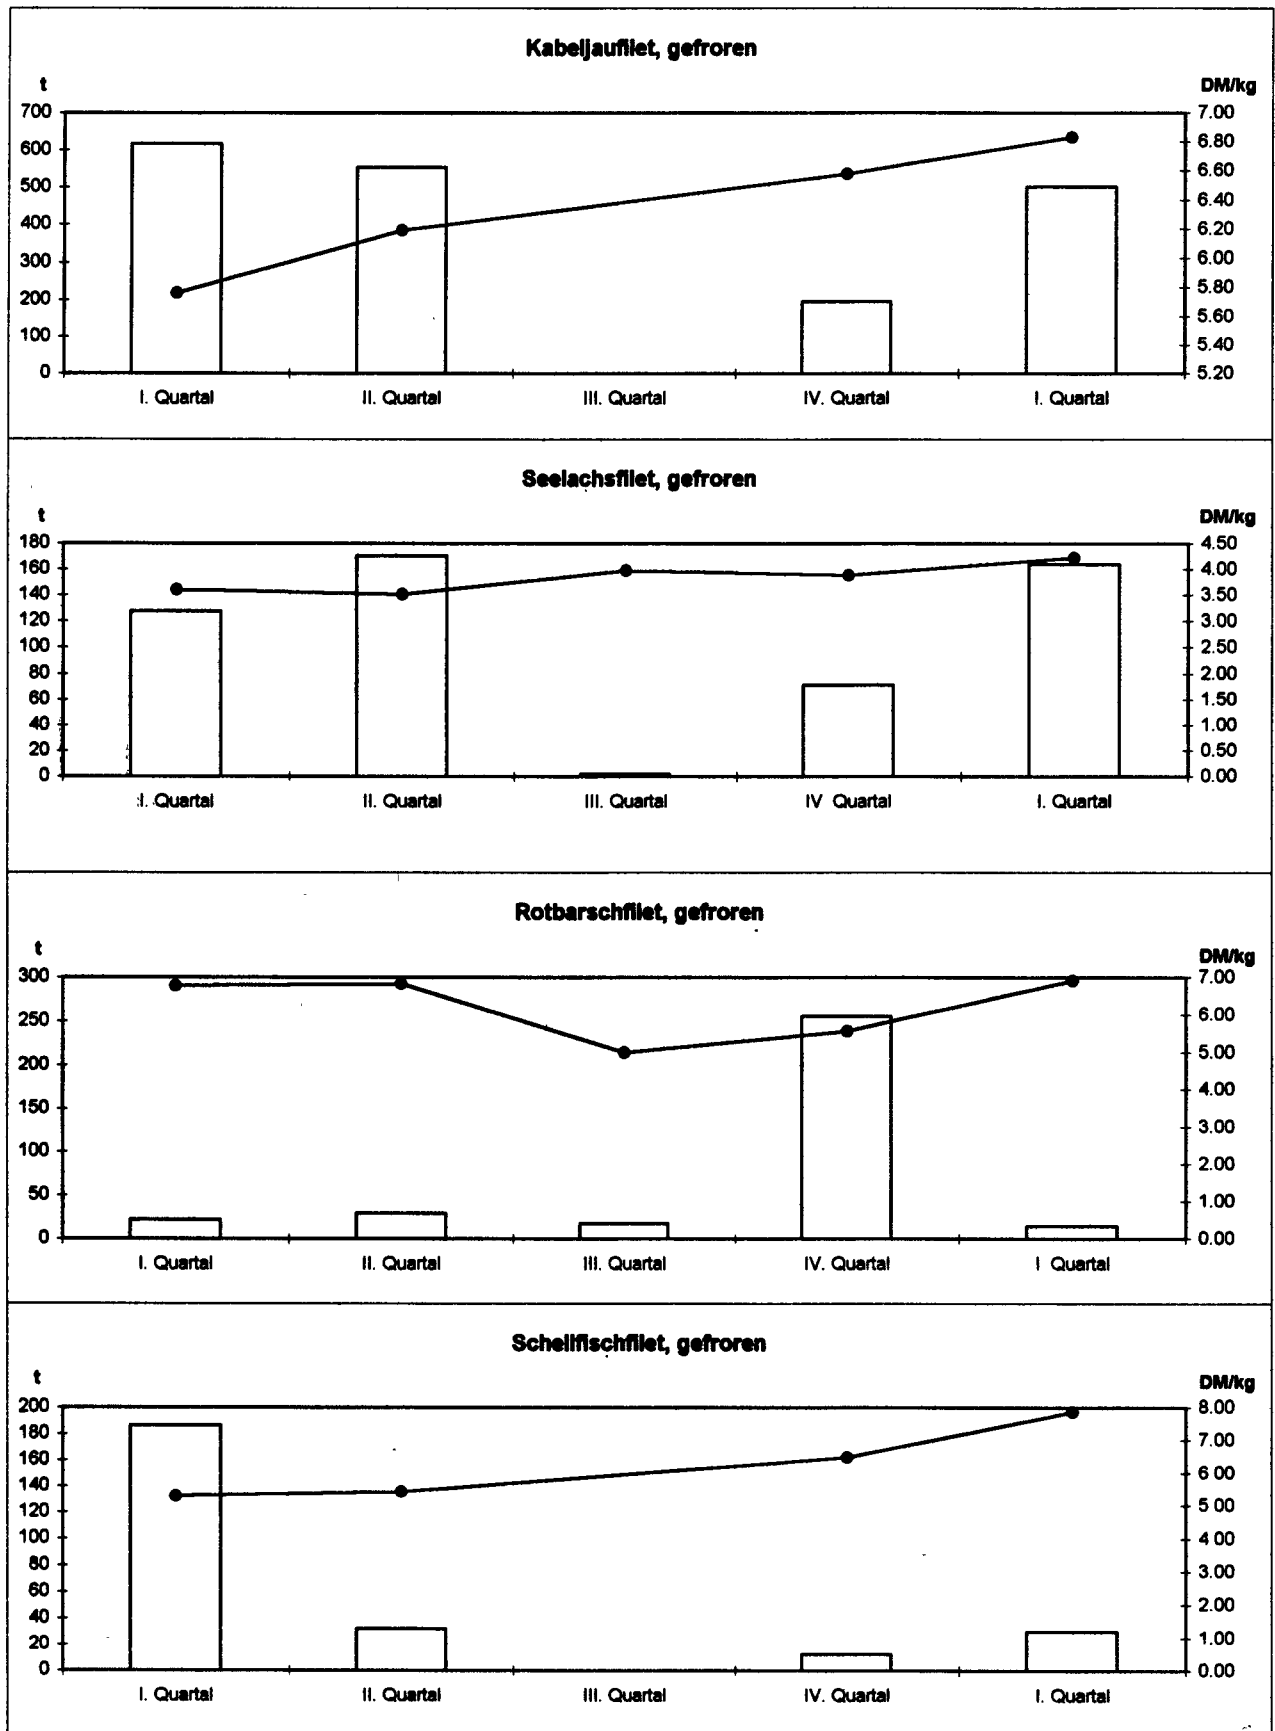 Kabeljaufilet, gefroren
t DM/kg
700 7.00
600 6.80
500 6.60
400 6.40
300 6.20
200 6.00
100 5.80
0 5.60
5.40
5.20
I. Quartal II. Quartal III. Quartal IV. Quartal I. Quartal
Seelachsfilet, gefroren
t DM/kg
180 4.50
160 4.00
140 3.50
120 3.00
100 2.50
80 2.00
60 1.50
40 1.00
20 0.50
0 0.00
I. Quartal II. Quartal III. Quartal IV Quartal I. Quartal
Rotbarschfilet, gefroren
t DM/kg
300 7.00
250 6.00
200 5.00
150 4.00
100 3.00
50 2.00
0 1.00
0.00
I. Quartal II. Quartal III. Quartal IV. Quartal I Quartal
Schellfischfilet, gefroren
t DM/kg
200 8.00
180 7.00
160 6 00
140 5 00
120 4 00
100 3.00
80 2.00
60 1.00
40 0.00
20
0
I. Quartal II. Quartal III. Quartal IV. Quartal I. Quartal